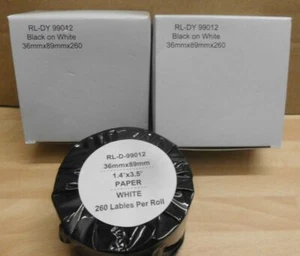 RL-DY 99012
Black on White
36mmx89mmx260
RL-DY 99012
Black on White
36mmx89mmx260
RL-D-99012
36mmx89mm
1.4"x3.5"
PAPER
WHITE
260 Lables Per Roll